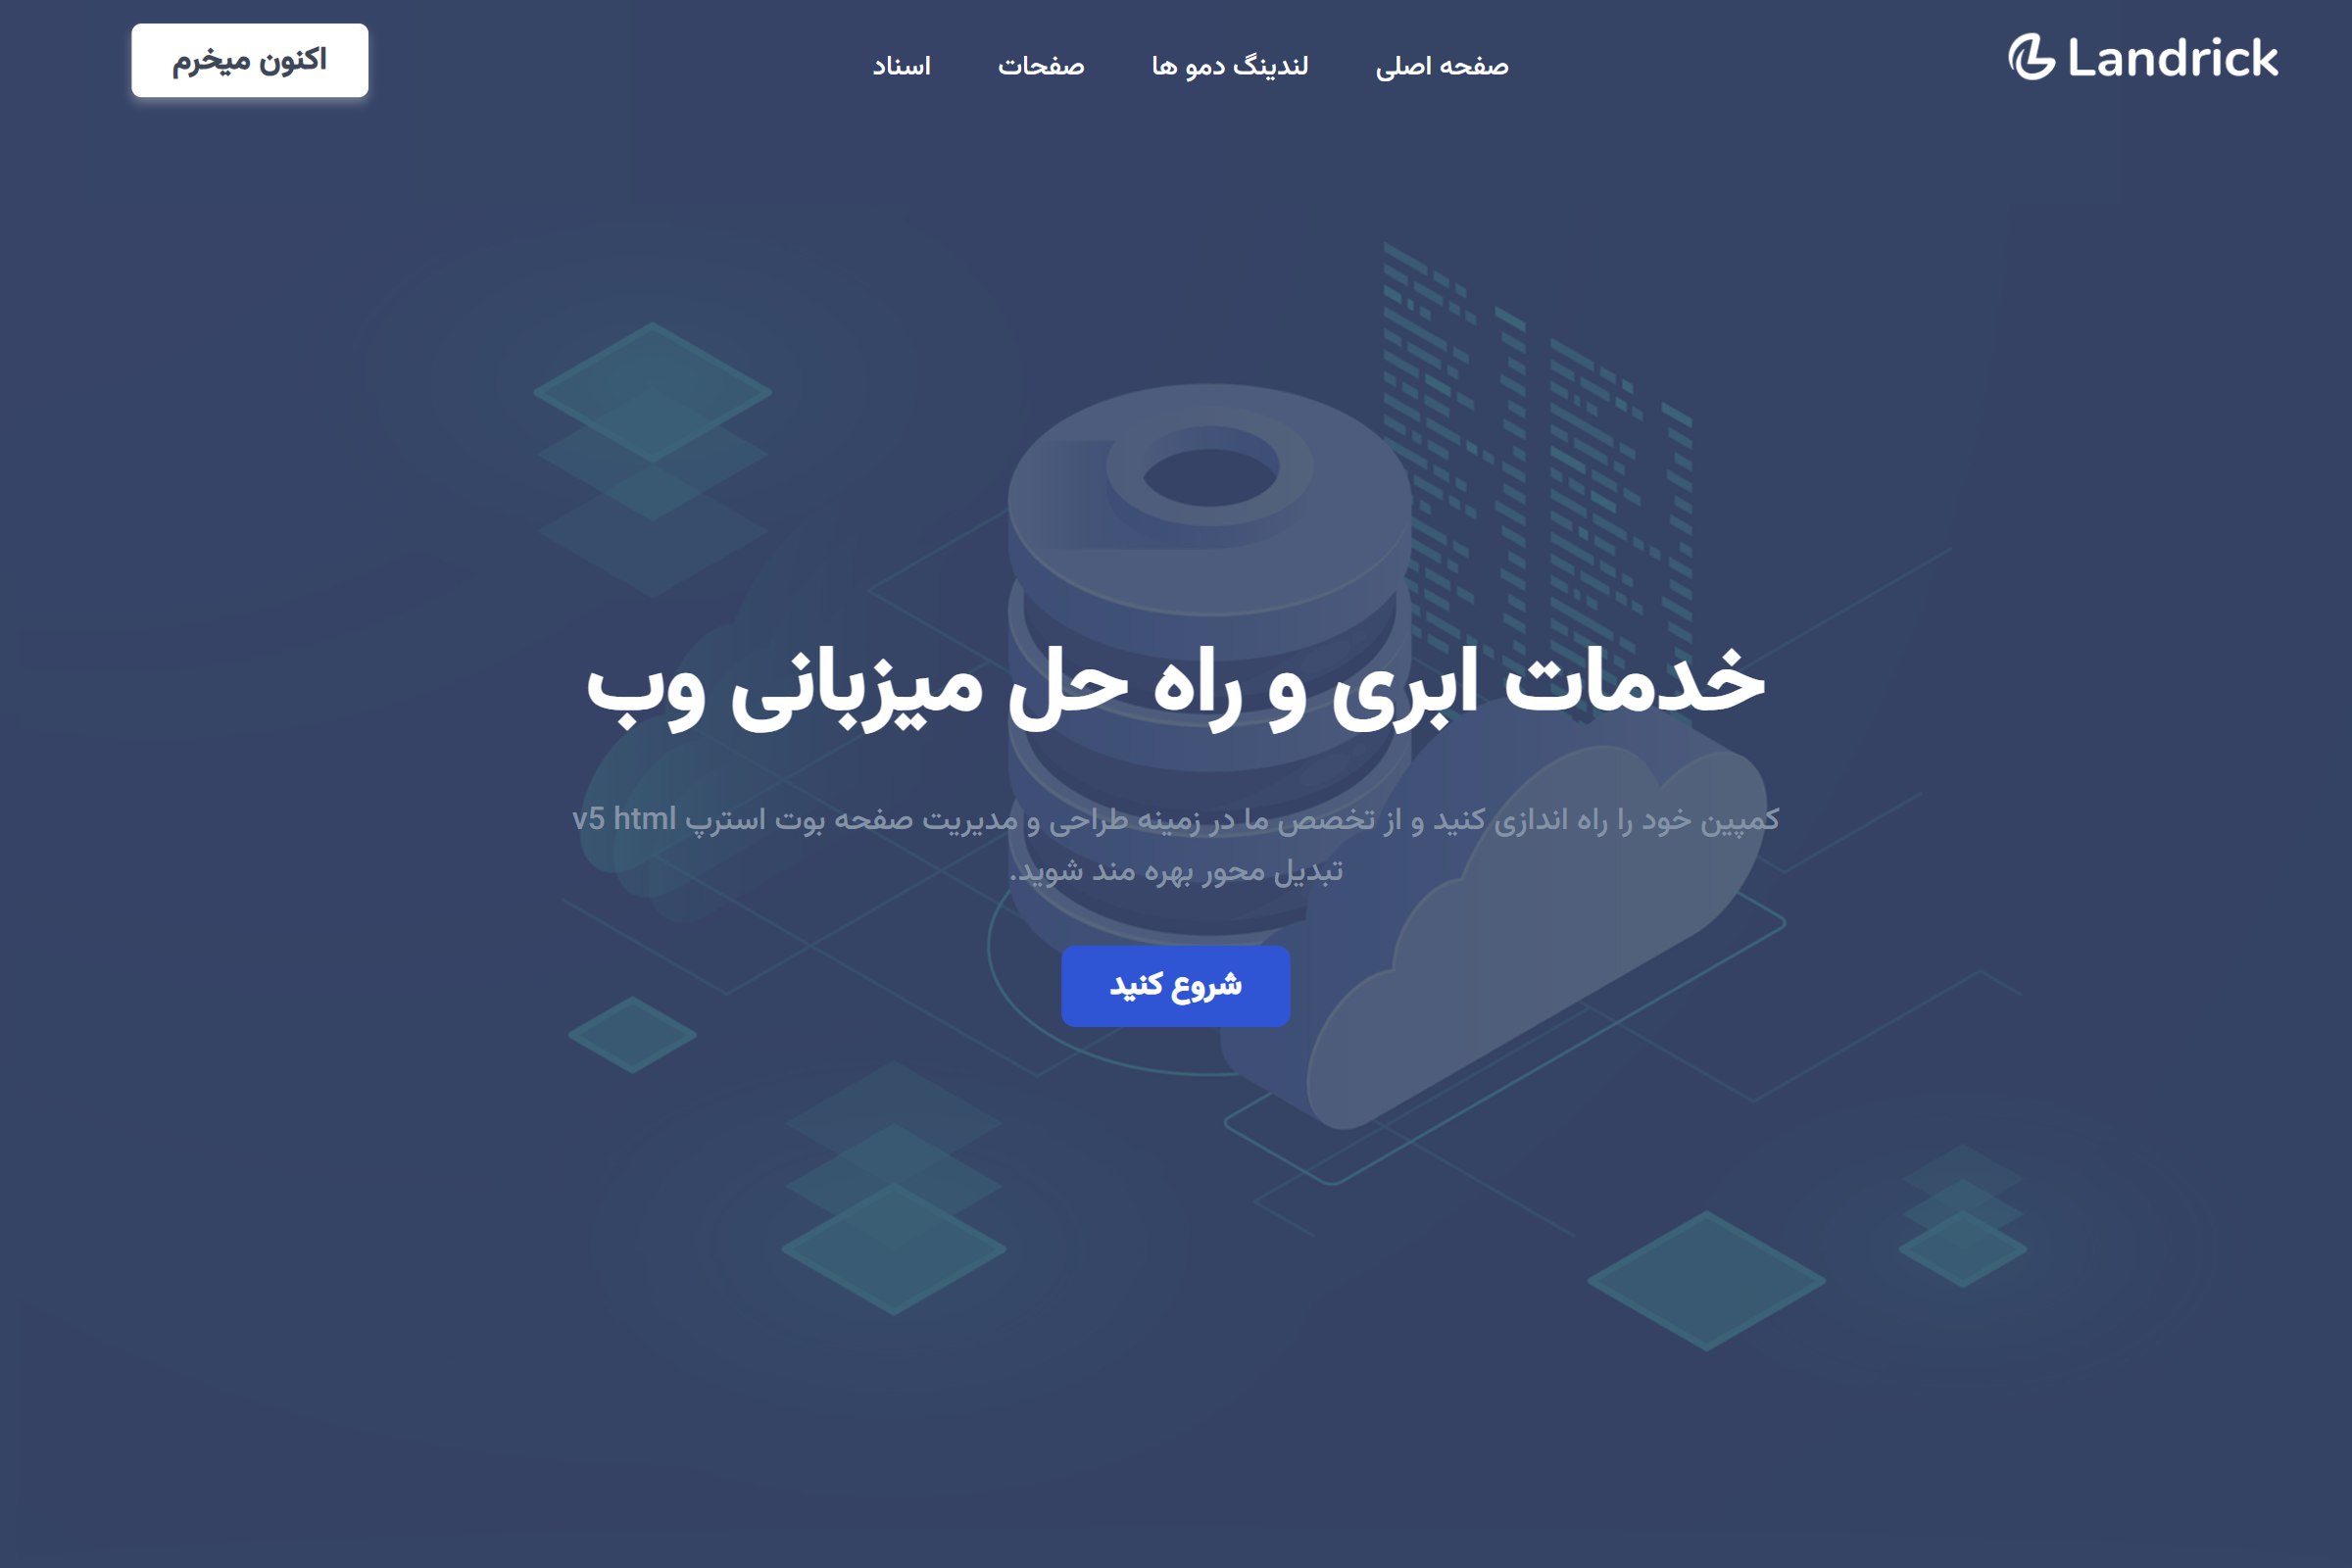 Landrick
صفحه اصلی
لندینگ دمو ها
صفحات
اسناد
اکنون میخرم
خدمات ابری و راه حل میزبانی وب
کمپین خود را راه اندازی کنید و از تخصص ما در زمینه طراحی و مدیریت صفحه بوت استرپ v5 html
تبدیل محور بهره مند شوید.
شروع کنید